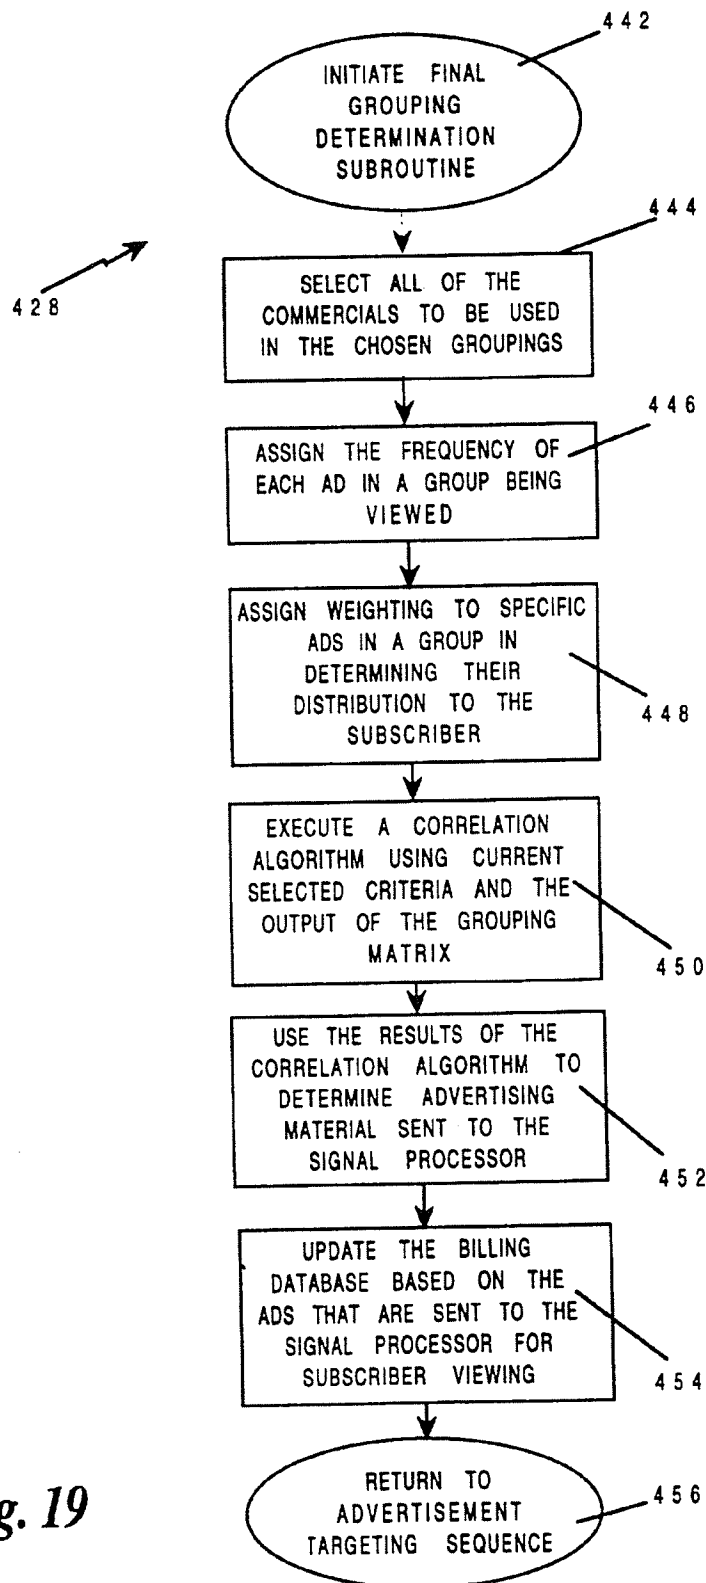 442
INITIATE FINAL
GROUPING
DETERMINATION
SUBROUTINE
444
428
SELECT ALL OF THE
COMMERCIALS TO BE USED
IN THE CHOSEN GROUPINGS
446
ASSIGN THE FREQUENCY OF
EACH AD IN A GROUP BEING
VIEWED
ASSIGN WEIGHTING TO SPECIFIC
ADS IN A GROUP IN
DETERMINING THEIR
DISTRIBUTION TO THE
SUBSCRIBER
448
EXECUTE A CORRELATION
ALGORITHM USING CURRENT
SELECTED CRITERIA AND THE
OUTPUT OF THE GROUPING
MATRIX
450
USE THE RESULTS OF THE
CORRELATION ALGORITHM TO
DETERMINE ADVERTISING
MATERIAL SENT TO THE
SIGNAL PROCESSOR
452
UPDATE THE BILLING
DATABASE BASED ON THE
ADS THAT ARE SENT TO THE
SIGNAL PROCESSOR FOR
SUBSCRIBER VIEWING
454
RETURN TO
ADVERTISEMENT
TARGETING SEQUENCE
456
g. 19